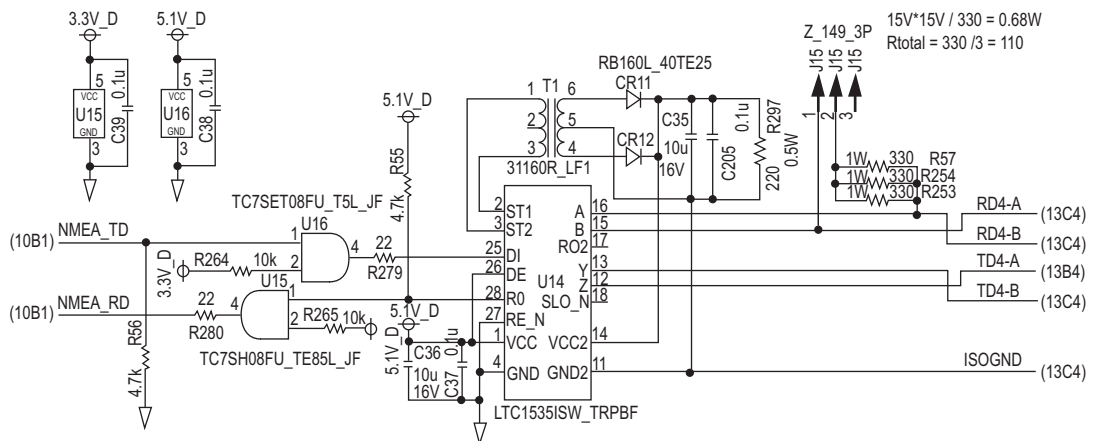 3.3V_D
5.1V_D
5
VCC
U15
GND
3
0.1u
C39
5
VCC
U16
GND
3
0.1u
C38
15V*15V / 330 = 0.68W
Rtotal = 330 /3 = 110
Z_149_3P
J15
J15
J15
1
2
3
RB160L_40TE25
CR11
CR12
T1
1
2
3
6
5
4
31160R_LF1
C35
10u
16V
0.1u
C205
R297
220
0.5W
1W 330 R57
1W 330 R254
1W 330 R253
5.1V_D
R55
4.7k
TC7SET08FU_T5L_JF
U16
(10B1) NMEA_TD
1
2
4
22
R279
3.3V_D
R264
10k
U15
(10B1) NMEA_RD
22
R280
4
1
2
R265
10k
5.1V_D
TC7SH08FU_TE85L_JF
R56
4.7k
5.1V_D
C36
10u
16V
0.1u
C37
2 ST1
3 ST2
25 DI
26 DE
28 R0
27 RE_N
1 VCC
4 GND
U14
A 16
B 15
RO2 17
Y 13
Z 12
SLO_N 18
VCC2 14
GND2 11
LTC1535ISW_TRPBF
RD4-A (13C4)
RD4-B (13C4)
TD4-A (13B4)
TD4-B (13C4)
ISOGND (13C4)